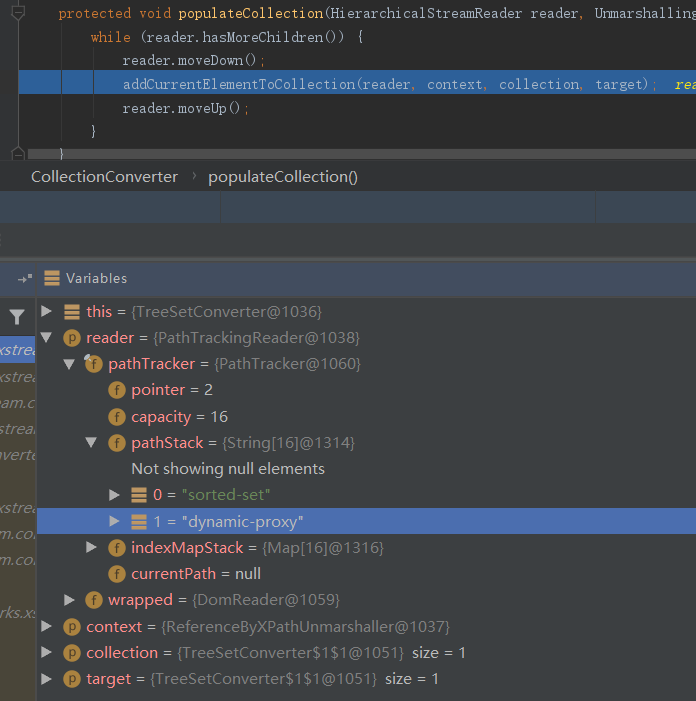 protected void populateCollection(HierarchicalStreamReader reader, Unmarshalling
while (reader.hasMoreChildren()) {
reader.moveDown();
addCurrentElementToCollection(reader, context, collection, target); rea
reader.moveUp();
}
}
CollectionConverter › populateCollection()
Variables
this = {TreeSetConverter@1036}
p reader = {PathTrackingReader@1038}
f pathTracker = {PathTracker@1060}
f pointer = 2
f capacity = 16
f pathStack = {String[16]@1314}
Not showing null elements
0 = "sorted-set"
1 = "dynamic-proxy"
f indexMapStack = {Map[16]@1316}
f currentPath = null
f wrapped = {DomReader@1059}
p context = {ReferenceByXPathUnmarshaller@1037}
p collection = {TreeSetConverter$1$1@1051} size = 1
p target = {TreeSetConverter$1$1@1051} size = 1
xstrea
xstrea
eam.c
strea
nverte
xstrea
om.co
m.con
rks.xs